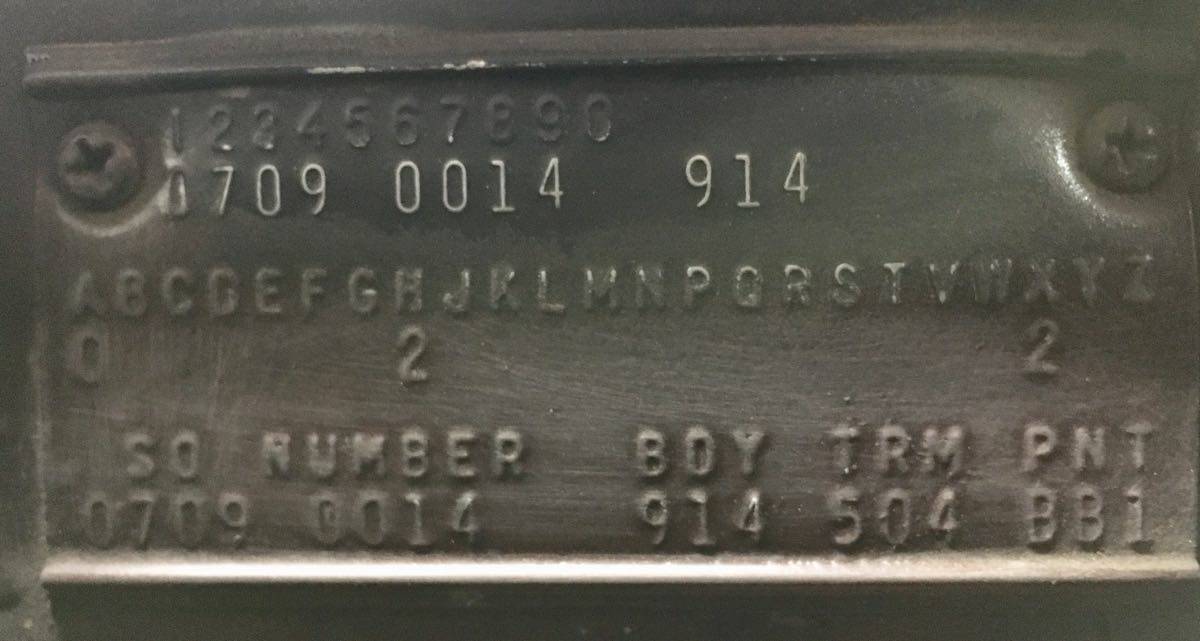 1234567890
0709 0014 914
ABCDEFGHJKLMNPQRSTVWXYZ
0 2 2
SO NUMBER BDY TRM PNT
0709 0014 914 504 BB1